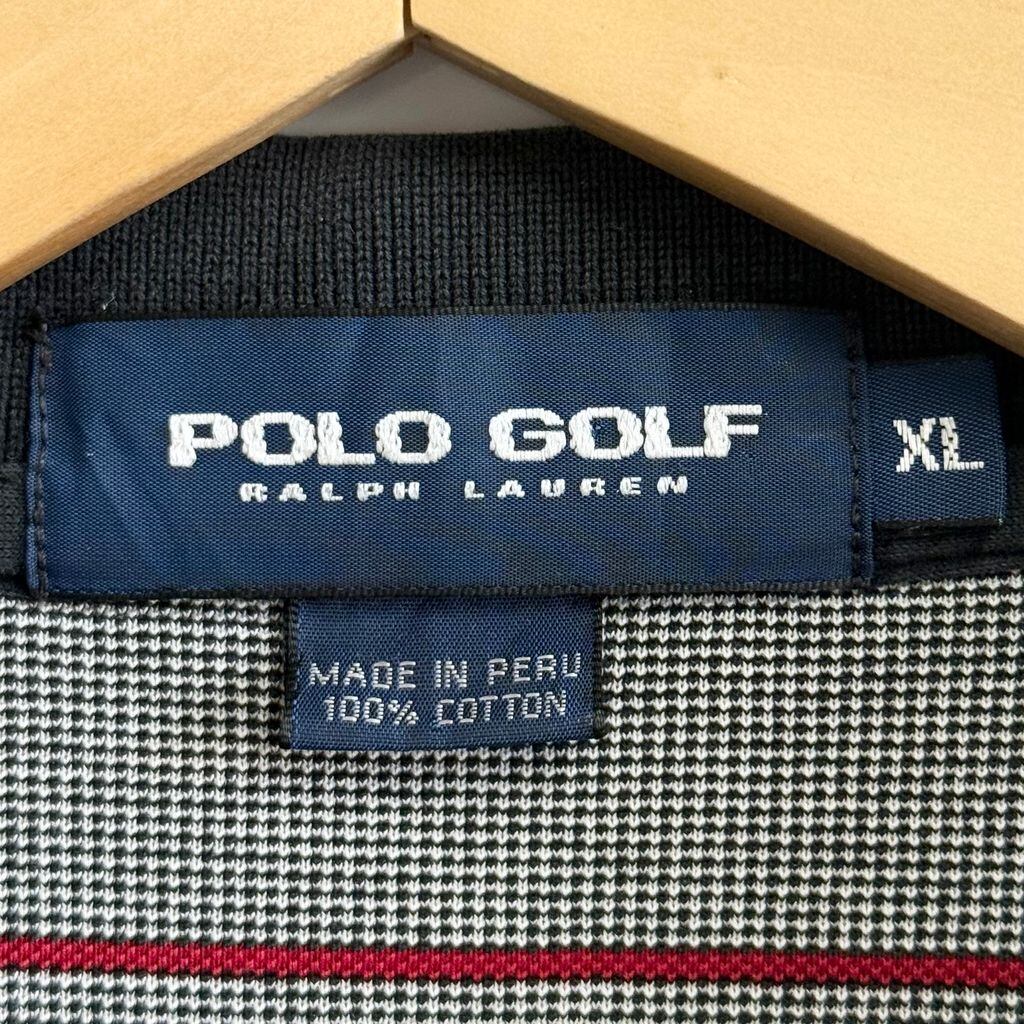 POLO GOLF
RALPH LAUREN
XL
MADE IN PERU
100% COTTON